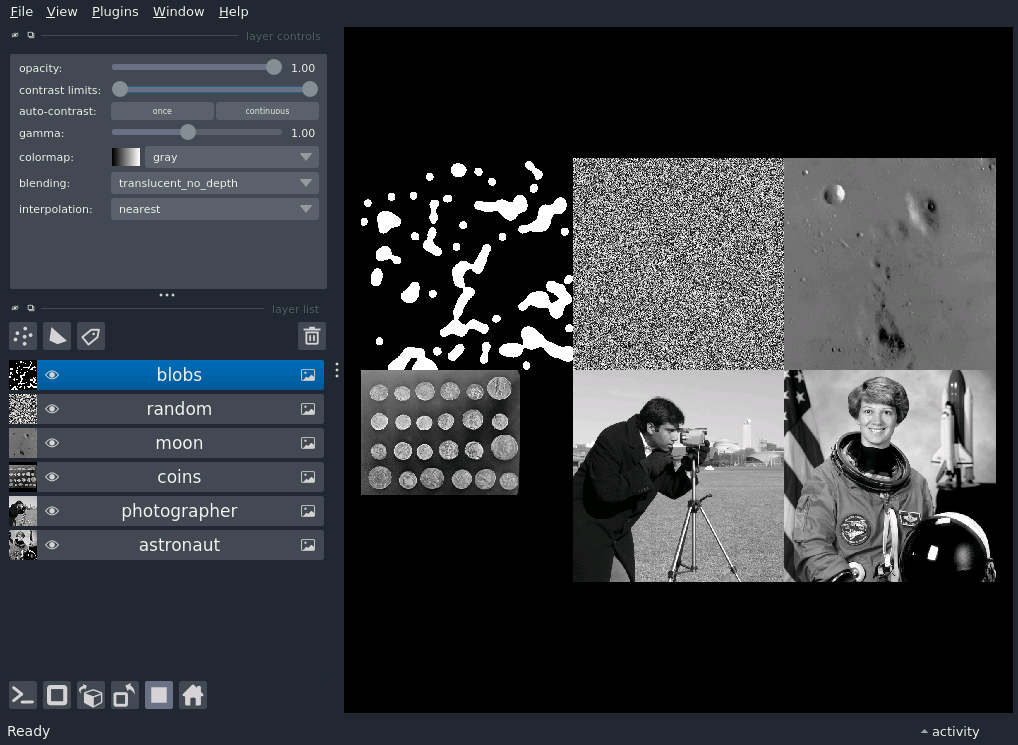 File View Plugins Window Help
layer controls
opacity: 1.00
contrast limits:
auto-contrast: once continuous
gamma: 1.00
colormap: gray
blending: translucent_no_depth
interpolation: nearest
layer list
blobs
random
moon
coins
photographer
astronaut
Ready
activity